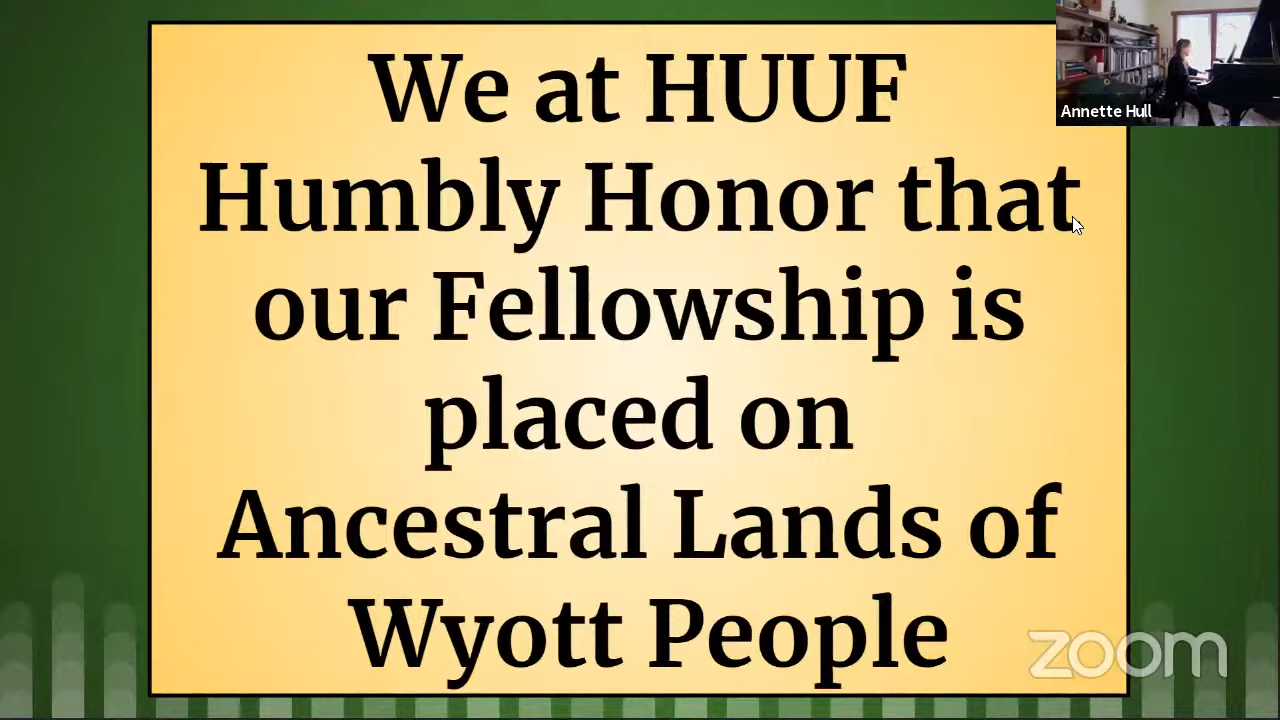 We at HUUF
Humbly Honor that
our Fellowship is
placed on
Ancestral Lands of
Wyott People
Annette Hull
zoom